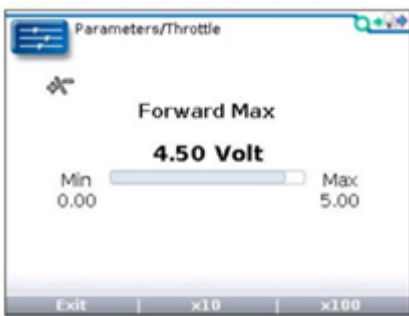 Parameters/Throttle
Forward Max
4.50 Volt
Min Max
0.00 5.00
Exit | x10 | x100